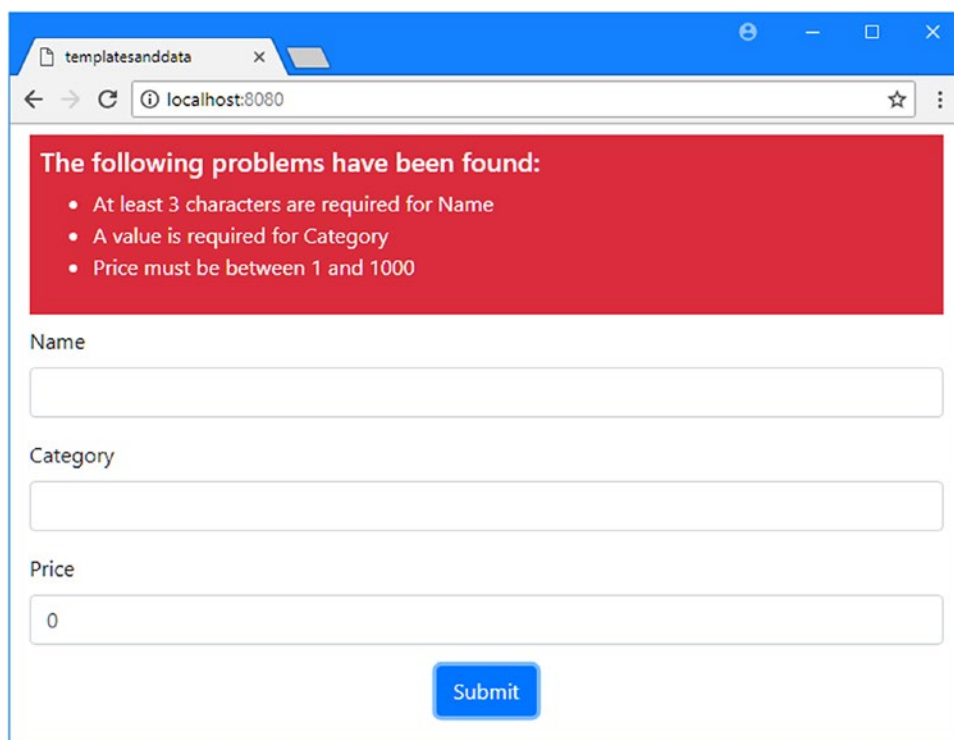 templatesanddata
localhost:8080
The following problems have been found:
• At least 3 characters are required for Name
• A value is required for Category
• Price must be between 1 and 1000
Name
Category
Price
0
Submit